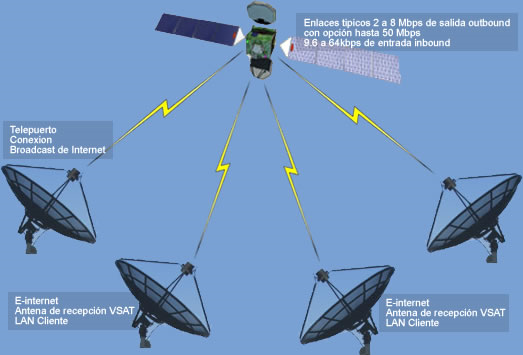 Enlaces tipicos 2 a 8 Mbps de salida outbound
con opción hasta 50 Mbps
9.6 a 64kbps de entrada inbound
Telepuerto
Conexion
Broadcast de Internet
E-internet
Antena de recepción VSAT
LAN Cliente
E-internet
Antena de recepción VSAT
LAN Cliente